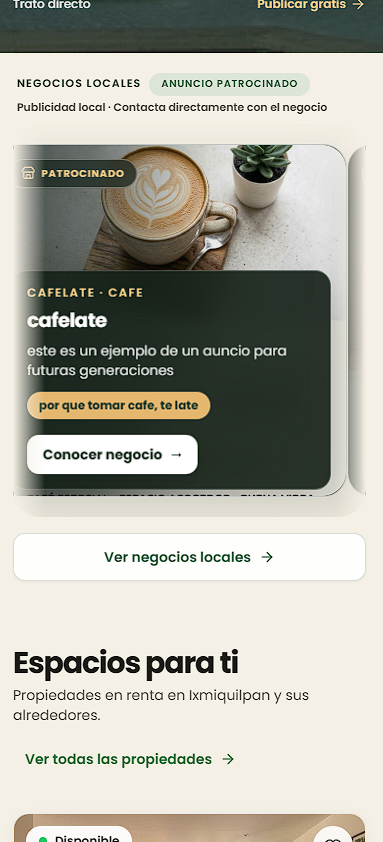 Trato directo
Publicar gratis →
NEGOCIOS LOCALES
ANUNCIO PATROCINADO
Publicidad local · Contacta directamente con el negocio
PATROCINADO
CAFELATE · CAFE
cafelate
este es un ejemplo de un auncio para
futuras generaciones
por que tomar cafe, te late
Conocer negocio →
Ver negocios locales →
Espacios para ti
Propiedades en renta en Ixmiquilpan y sus
alrededores.
Ver todas las propiedades →
Disponible